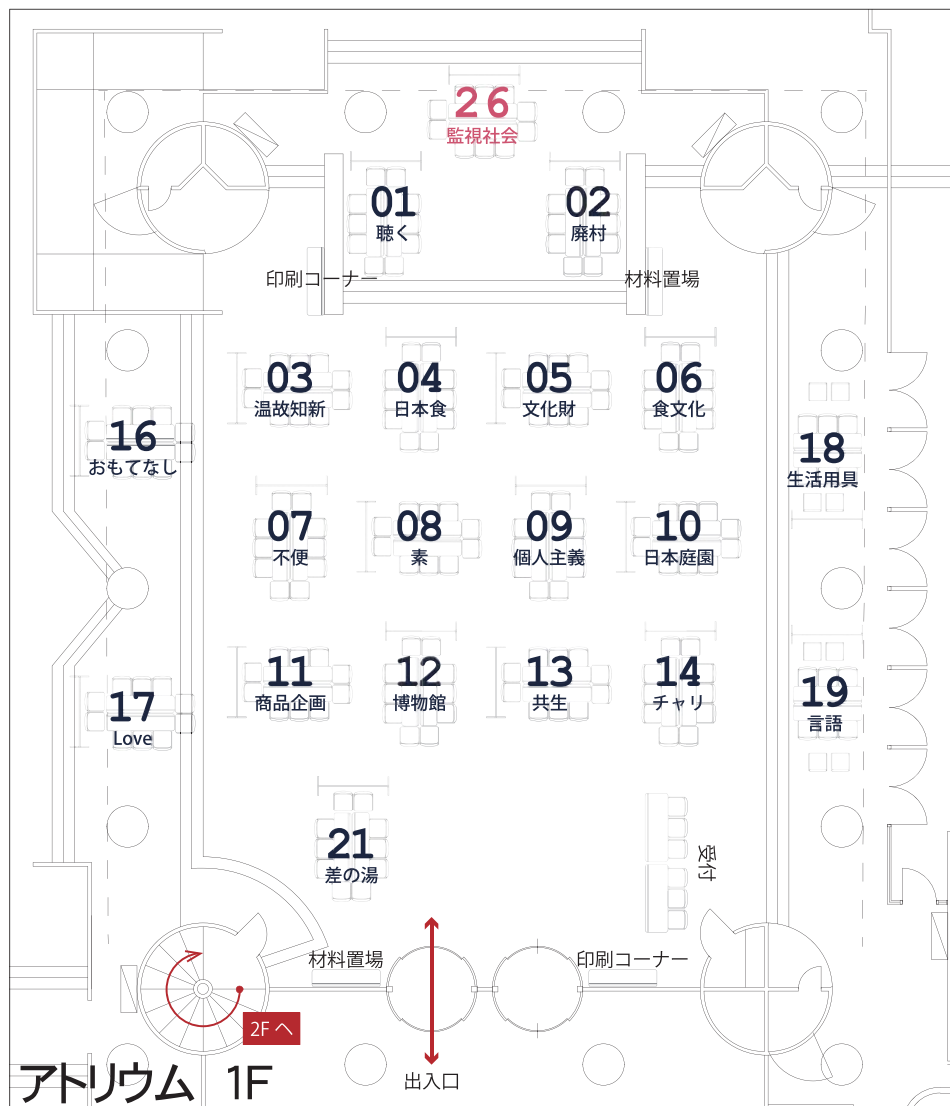 26
監視社会
01
聴く
02
廃村
印刷コーナー
材料置場
03
温故知新
04
日本食
05
文化財
06
食文化
16
おもてなし
18
生活用具
07
不便
08
素
09
個人主義
10
日本庭園
11
商品企画
12
博物館
13
共生
14
チャリ
17
Love
19
言語
21
差の湯
受付
材料置場
印刷コーナー
2F へ
出入口
アトリウム 1F